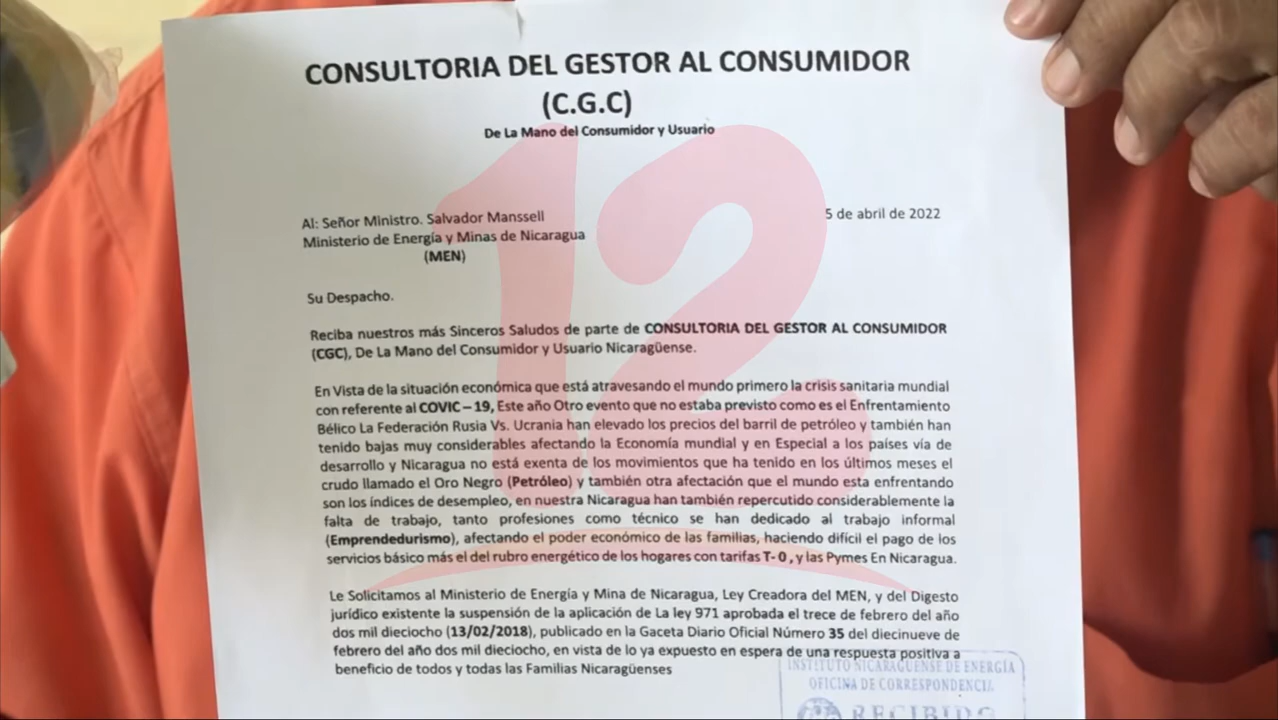 CONSULTORIA DEL GESTOR AL CONSUMIDOR
(C.G.C)
De La Mano del Consumidor y Usuario
Al: Señor Ministro. Salvador Manssell
5 de abril de 2022
Ministerio de Energía y Minas de Nicaragua
(MEN)
Su Despacho.
Reciba nuestros más Sinceros Saludos de parte de CONSULTORIA DEL GESTOR AL CONSUMIDOR
(CGC), De La Mano del Consumidor y Usuario Nicaragüense.
En Vista de la situación económica que está atravesando el mundo primero la crisis sanitaria mundial
con referente al COVIC – 19, Este año Otro evento que no estaba previsto como es el Enfrentamiento
Bélico La Federación Rusia Vs. Ucrania han elevado los precios del barril de petróleo y también han
tenido bajas muy considerables afectando la Economía mundial y en Especial a los países vía de
desarrollo y Nicaragua no está exenta de los movimientos que ha tenido en los últimos meses el
crudo llamado el Oro Negro (Petróleo) y también otra afectación que el mundo esta enfrentando
son los índices de desempleo, en nuestra Nicaragua han también repercutido considerablemente la
falta de trabajo, tanto profesiones como técnico se han dedicado al trabajo informal
(Emprendedurismo), afectando el poder económico de las familias, haciendo difícil el pago de los
servicios básico más el del rubro energético de los hogares con tarifas T- 0 , y las Pymes En Nicaragua.
Le Solicitamos al Ministerio de Energía y Mina de Nicaragua, Ley Creadora del MEN, y del Digesto
jurídico existente la suspensión de la aplicación de La ley 971 aprobada el trece de febrero del año
dos mil dieciocho (13/02/2018), publicado en la Gaceta Diario Oficial Número 35 del diecinueve de
febrero del año dos mil dieciocho, en vista de lo ya expuesto en espera de una respuesta positiva a
beneficio de todos y todas las Familias Nicaragüenses
INSTITUTO NICARAGUENSE DE ENERGÍA
OFICINA DE CORRESPONDENCIA
RECIBIDO
12